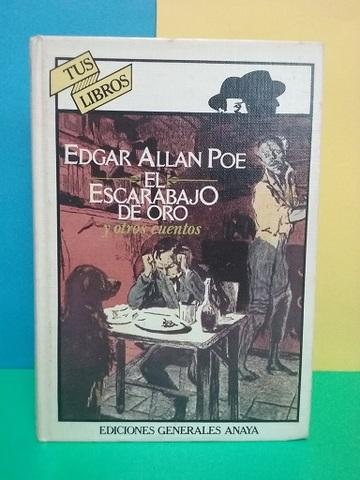 TUS
LIBROS
EDGAR ALLAN POE
EL
ESCARABAJO
DE ORO
y otros cuentos
EDICIONES GENERALES ANAYA